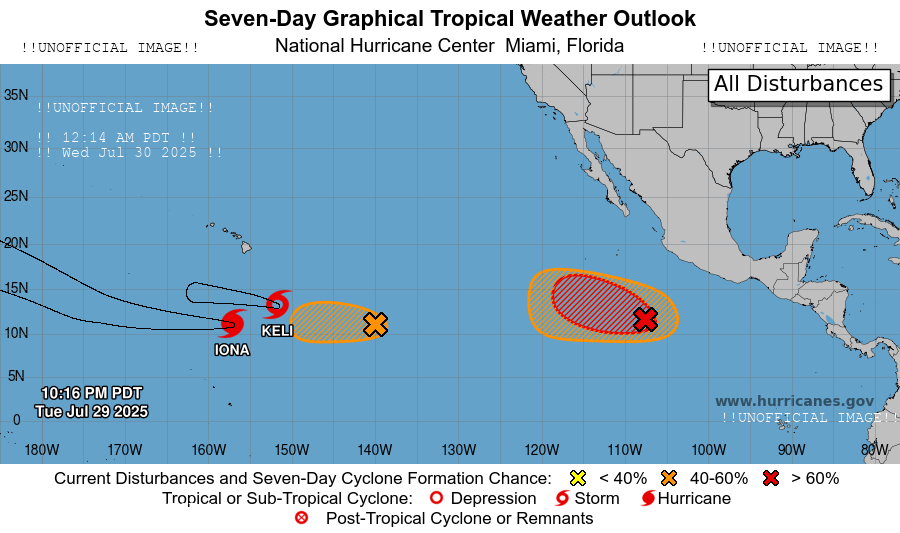 Seven-Day Graphical Tropical Weather Outlook
!!UNOFFICIAL IMAGE!! National Hurricane Center Miami, Florida !!UNOFFICIAL IMAGE!!
All Disturbances
35N
!!UNOFFICIAL IMAGE!!
!! 12:14 AM PDT !!
30N
!! Wed Jul 30 2025 !!
25N
20N
15N
10N
KELI
IONA
5N
10:16 PM PDT
Tue Jul 29 2025
www.hurricanes.gov
0
!!UNOFFICIAL IMAGE!!
180W 170W 160W 150W 140W 130W 120W 110W 100W 90W 80W
Current Disturbances and Seven-Day Cyclone Formation Chance: < 40% 40-60% > 60%
Tropical or Sub-Tropical Cyclone: Depression Storm Hurricane
Post-Tropical Cyclone or Remnants